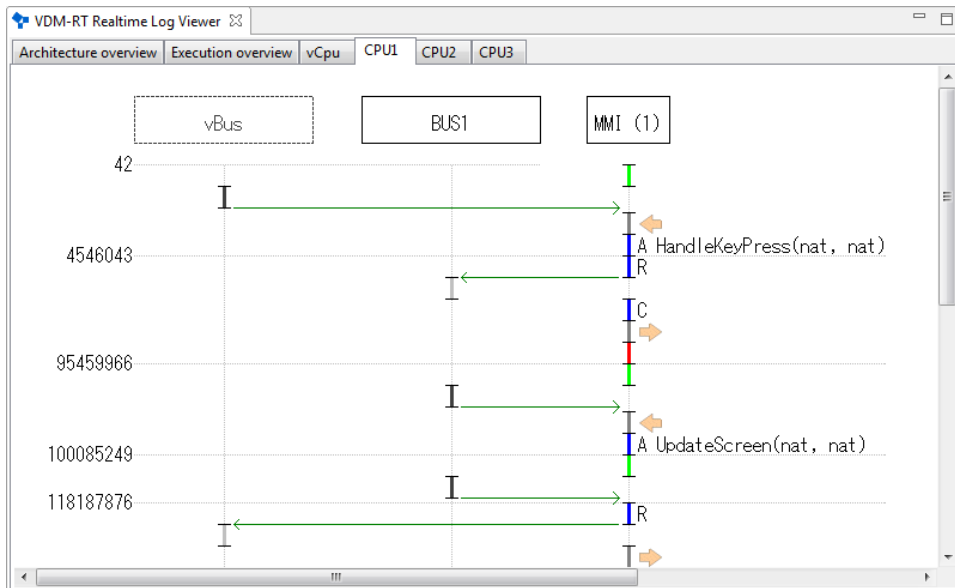 VDM-RT Realtime Log Viewer
Architecture overview Execution overview vCpu CPU1 CPU2 CPU3
vBus BUS1 MMI (1)
42
A HandleKeyPress(nat, nat)
4546043
R
C
95459966
A UpdateScreen(nat, nat)
100085249
118187876
R